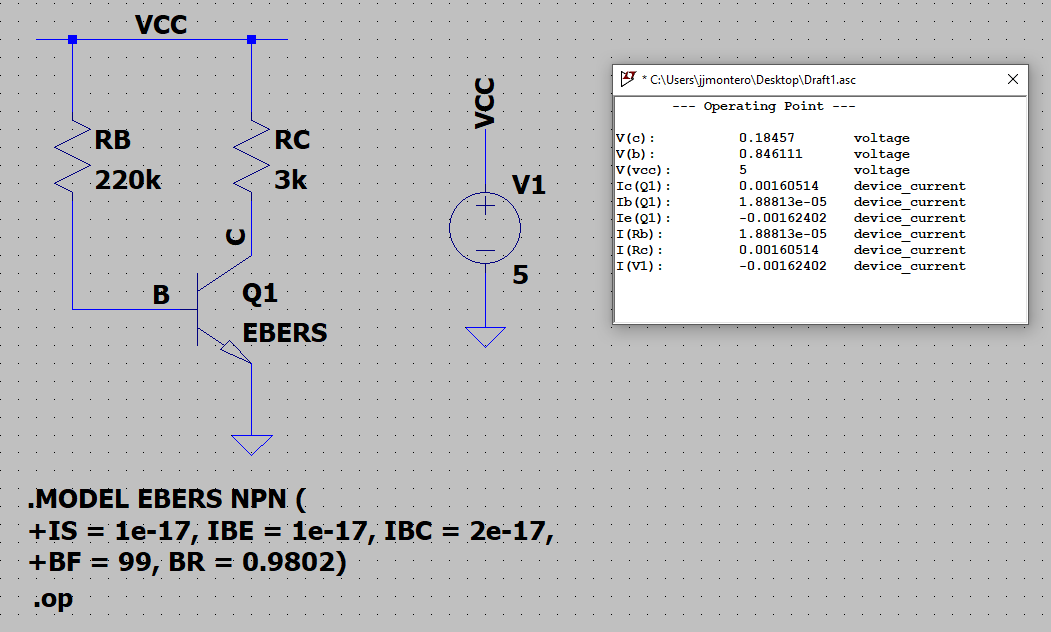 VCC
RB
220k
RC
3k
C
B
Q1
EBERS
VCC
V1
5
.MODEL EBERS NPN (
+IS = 1e-17, IBE = 1e-17, IBC = 2e-17,
+BF = 99, BR = 0.9802)
.op
* C:\Users\jjmontero\Desktop\Draft1.asc
--- Operating Point ---
V(c): 0.18457 voltage
V(b): 0.846111 voltage
V(vcc): 5 voltage
Ic(Q1): 0.00160514 device_current
Ib(Q1): 1.88813e-05 device_current
Ie(Q1): -0.00162402 device_current
I(Rb): 1.88813e-05 device_current
I(Rc): 0.00160514 device_current
I(V1): -0.00162402 device_current